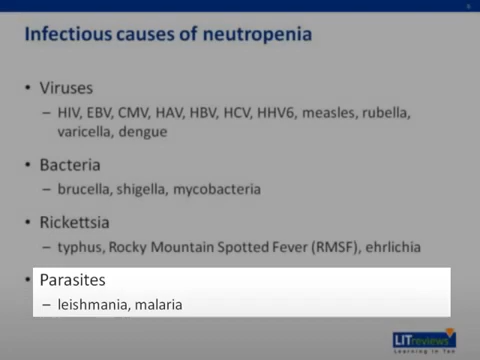 Infectious causes of neutropenia
• Viruses
– HIV, EBV, CMV, HAV, HBV, HCV, HHV6, measles, rubella,
varicella, dengue
• Bacteria
– brucella, shigella, mycobacteria
• Rickettsia
– typhus, Rocky Mountain Spotted Fever (RMSF), ehrlichia
• Parasites
– leishmania, malaria
LITreviews
Learning in Ten